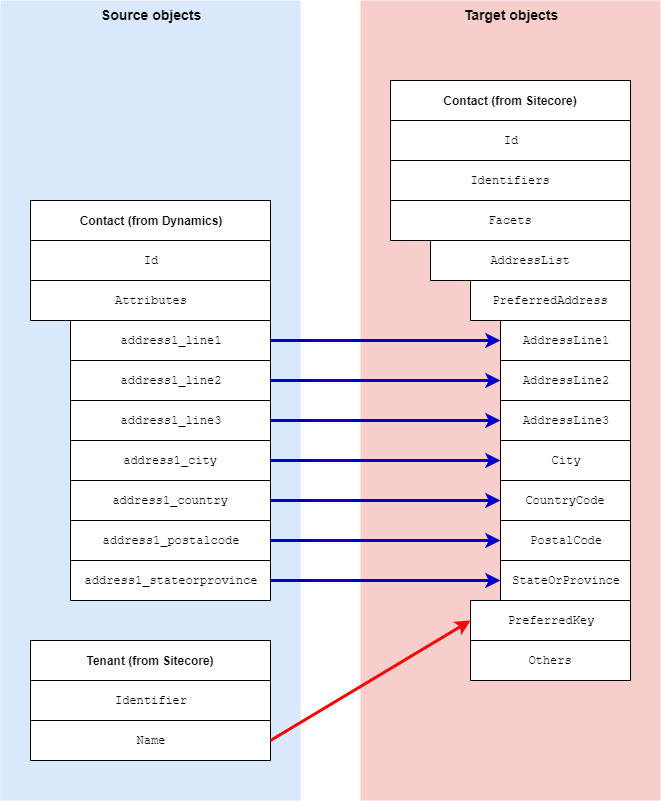 Source objects
Target objects
Contact (from Sitecore)
Id
Identifiers
Facets
AddressList
PreferredAddress
AddressLine1
AddressLine2
AddressLine3
City
CountryCode
PostalCode
StateOrProvince
PreferredKey
Others
Contact (from Dynamics)
Id
Attributes
address1_line1
address1_line2
address1_line3
address1_city
address1_country
address1_postalcode
address1_stateorprovince
Tenant (from Sitecore)
Identifier
Name